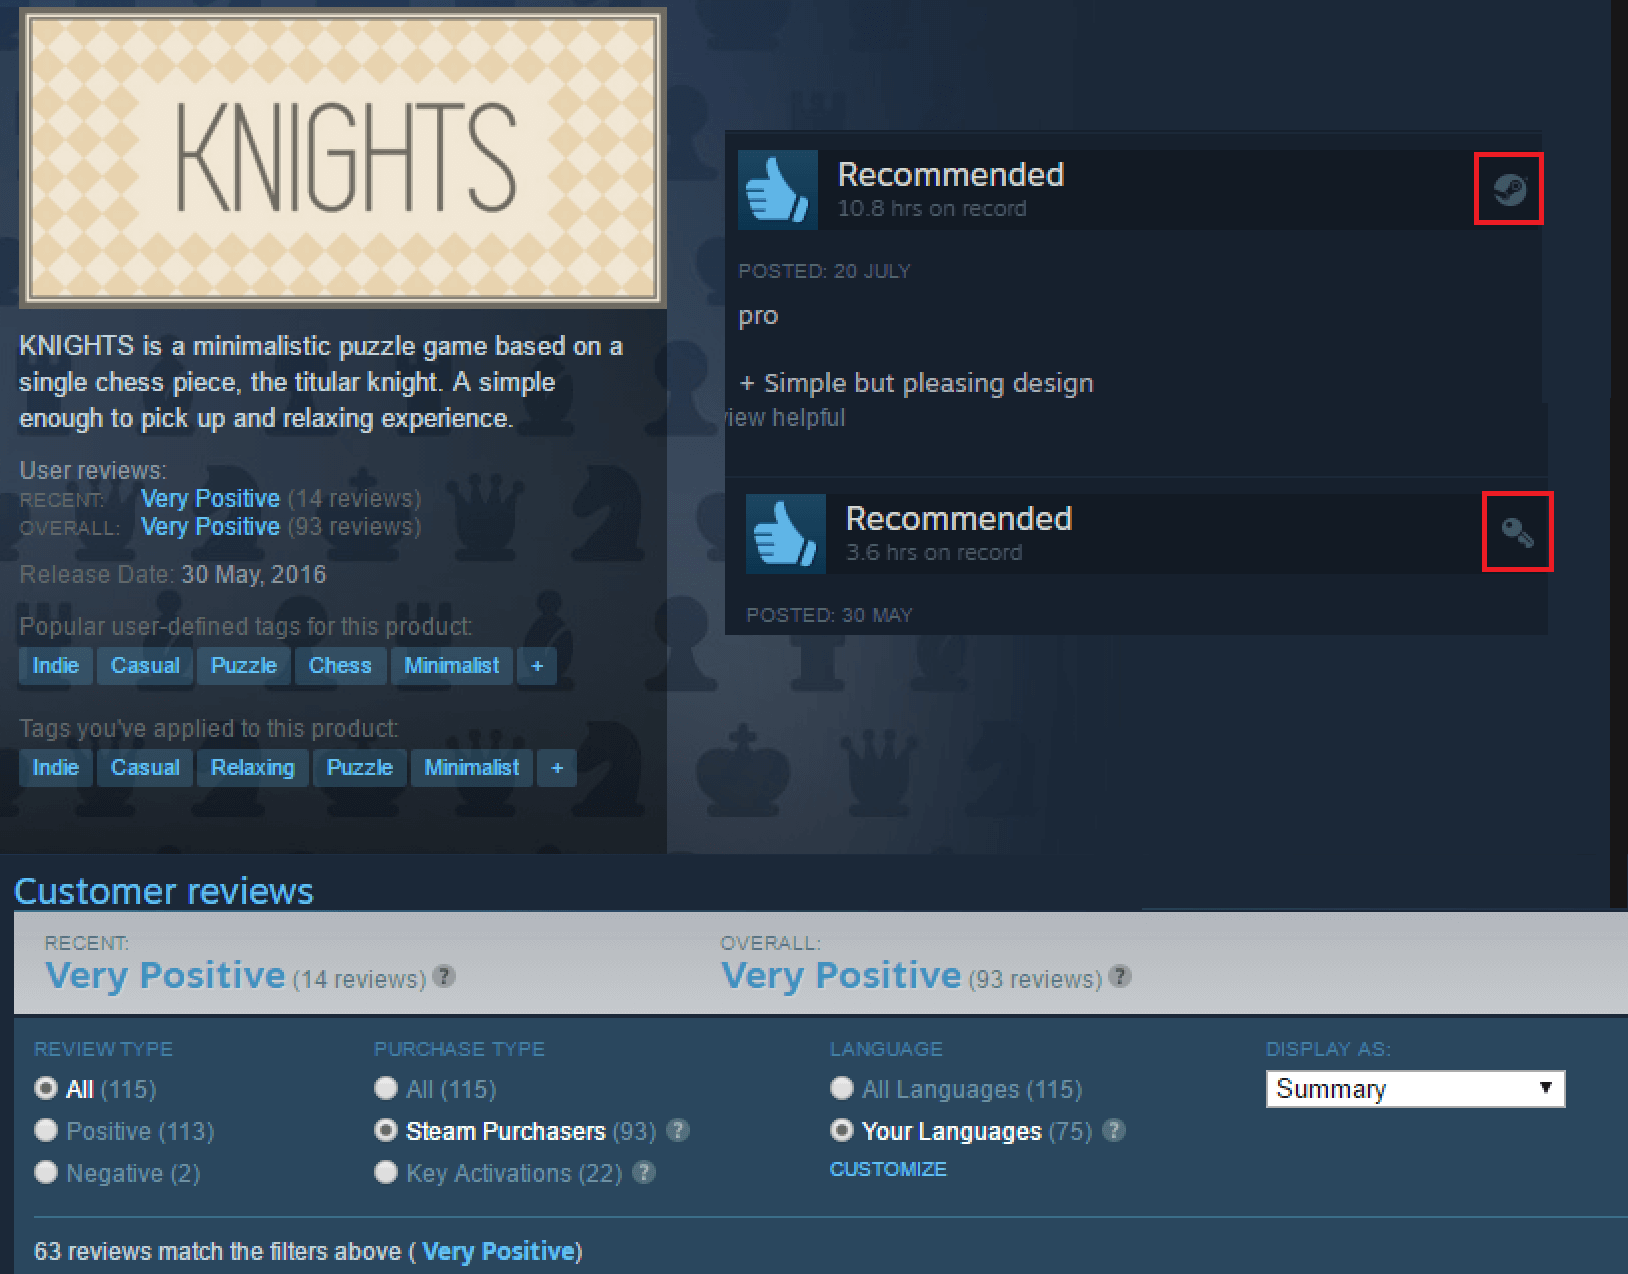 KNIGHTS
KNIGHTS is a minimalistic puzzle game based on a
single chess piece, the titular knight. A simple
enough to pick up and relaxing experience.
User reviews:
RECENT: Very Positive (14 reviews)
OVERALL: Very Positive (93 reviews)
Release Date: 30 May, 2016
Popular user-defined tags for this product:
Indie Casual Puzzle Chess Minimalist +
Tags you've applied to this product:
Indie Casual Relaxing Puzzle Minimalist +
Recommended
10.8 hrs on record
POSTED: 20 JULY
pro
+ Simple but pleasing design
view helpful
Recommended
3.6 hrs on record
POSTED: 30 MAY
Customer reviews
RECENT: OVERALL:
Very Positive (14 reviews) ? Very Positive (93 reviews) ?
REVIEW TYPE PURCHASE TYPE LANGUAGE DISPLAY AS:
All (115) All (115) All Languages (115) Summary
Positive (113) Steam Purchasers (93) ? Your Languages (75) ?
Negative (2) Key Activations (22) ? CUSTOMIZE
63 reviews match the filters above ( Very Positive)